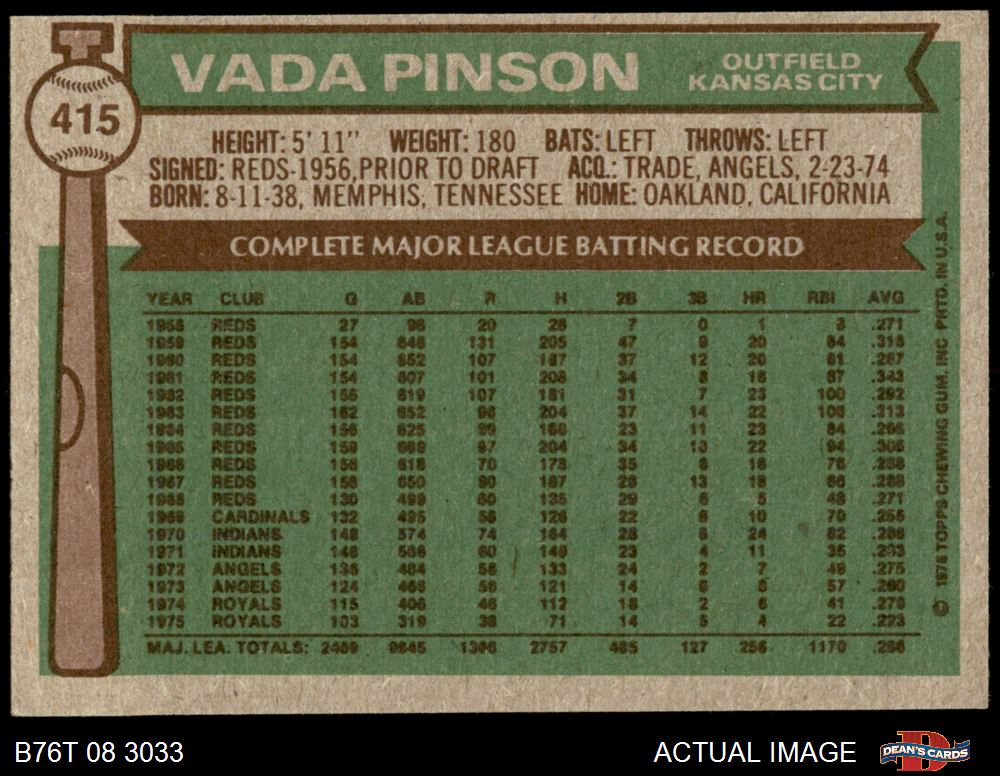 VADA PINSON
OUTFIELD
KANSAS CITY
415
HEIGHT: 5' 11" WEIGHT: 180 BATS: LEFT THROWS: LEFT
SIGNED: REDS-1956, PRIOR TO DRAFT ACQ.: TRADE, ANGELS, 2-23-74
BORN: 8-11-38, MEMPHIS, TENNESSEE HOME: OAKLAND, CALIFORNIA
COMPLETE MAJOR LEAGUE BATTING RECORD
YEAR CLUB G AB R H 2B 3B HR RBI AVG
1958 REDS 27 96 20 26 7 0 1 8 .271
1959 REDS 154 648 131 205 47 9 20 84 .316
1960 REDS 154 652 107 187 37 12 20 61 .287
1961 REDS 154 607 101 208 34 8 16 87 .343
1962 REDS 155 619 107 181 31 7 23 100 .292
1963 REDS 162 652 96 204 37 14 22 106 .313
1964 REDS 156 625 99 166 23 11 23 84 .266
1965 REDS 159 669 97 204 34 10 22 94 .305
1966 REDS 156 618 70 178 35 8 16 76 .288
1967 REDS 158 650 90 187 28 13 18 66 .288
1968 REDS 130 499 60 135 29 6 5 48 .271
1969 CARDINALS 132 495 58 126 22 6 10 70 .255
1970 INDIANS 148 574 74 164 28 6 24 82 .286
1971 INDIANS 146 566 60 149 23 4 11 35 .263
1972 ANGELS 136 484 56 133 24 2 7 49 .275
1973 ANGELS 124 466 56 121 14 6 8 57 .260
1974 ROYALS 115 406 46 112 18 2 6 41 .276
1975 ROYALS 103 319 38 71 14 5 4 22 .223
MAJ. LEA. TOTALS: 2469 9645 1366 2757 485 127 256 1170 .286
© 1976 TOPPS CHEWING GUM, INC PRTD. IN U.S.A.
B76T 08 3033
ACTUAL IMAGE
DEAN'S CARDS